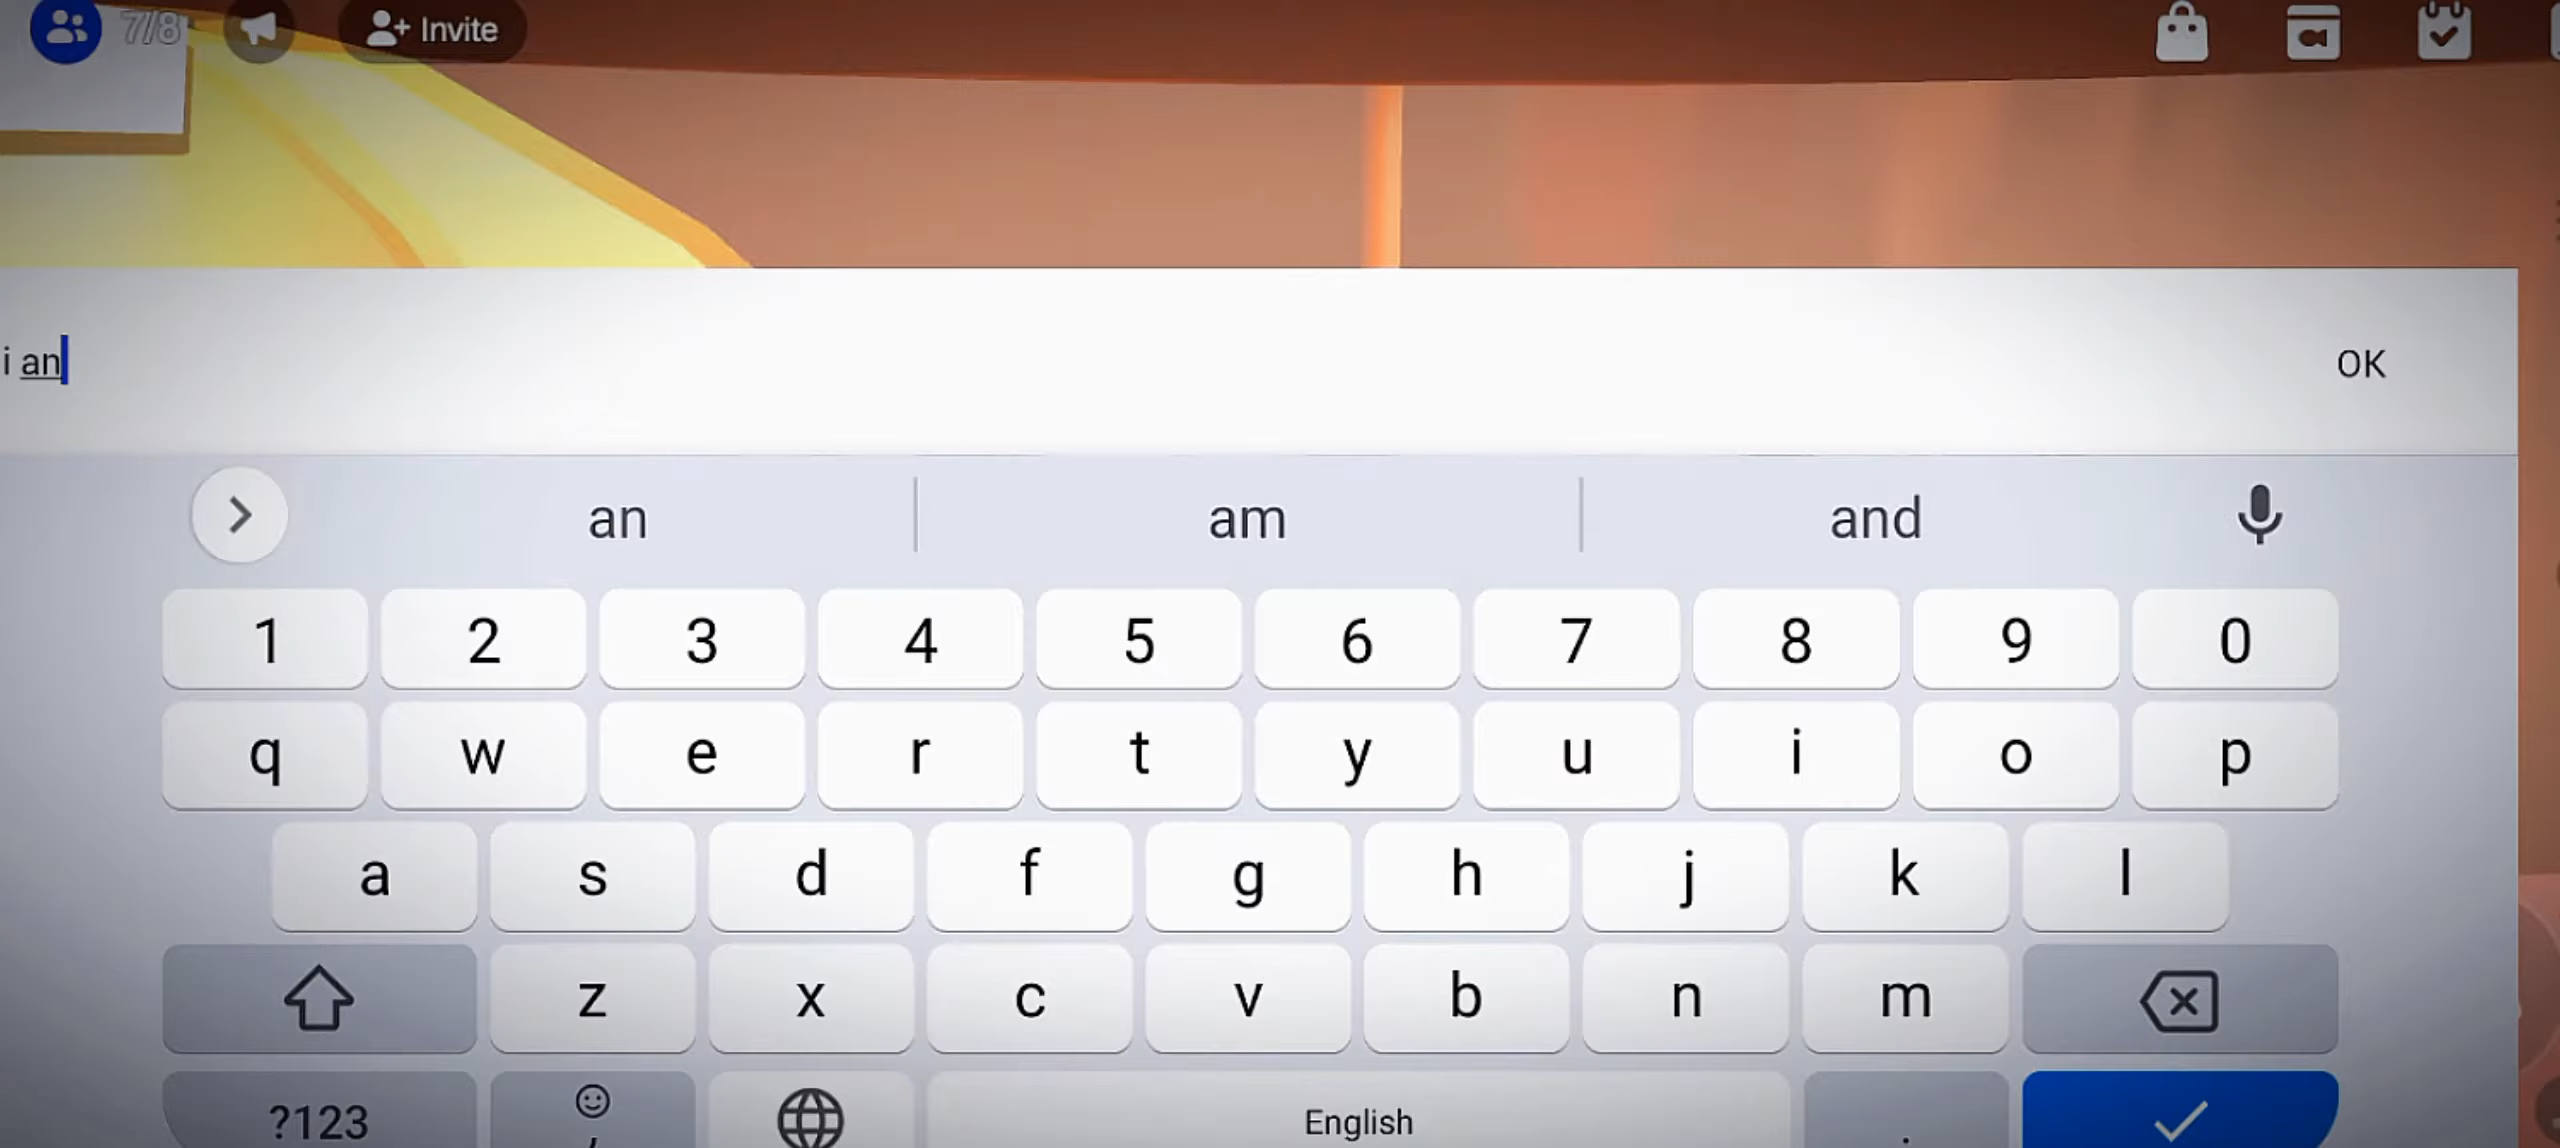 7/8 Invite
i an
OK
an am and
1 2 3 4 5 6 7 8 9 0
q w e r t y u i o p
a s d f g h j k l
z x c v b n m
?123 , English .